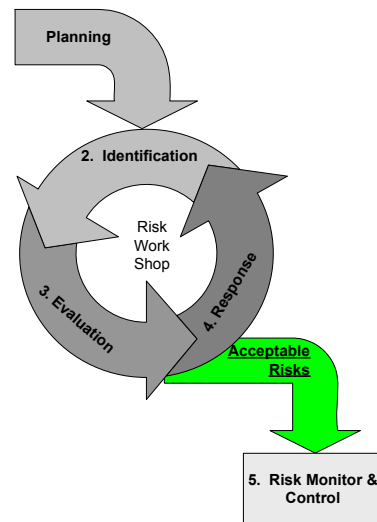 Planning
2. Identification
Risk
Work
Shop
3. Evaluation
4. Response
Acceptable
Risks
5. Risk Monitor &
Control